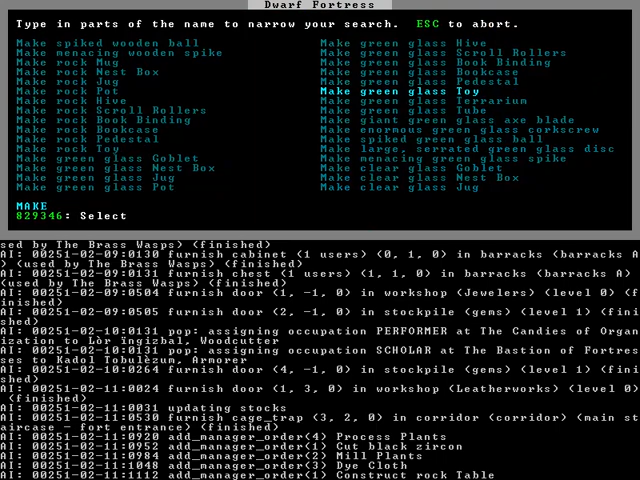 Dwarf Fortress
Type in parts of the name to narrow your search. ESC to abort.
Make spiked wooden ball
Make menacing wooden spike
Make rock Mug
Make rock Nest Box
Make rock Jug
Make rock Pot
Make rock Hive
Make rock Scroll Rollers
Make rock Book Binding
Make rock Bookcase
Make rock Pedestal
Make rock Toy
Make green glass Goblet
Make green glass Nest Box
Make green glass Jug
Make green glass Pot
Make green glass Hive
Make green glass Scroll Rollers
Make green glass Book Binding
Make green glass Bookcase
Make green glass Pedestal
Make green glass Toy
Make green glass Terrarium
Make green glass Tube
Make giant green glass axe blade
Make enormous green glass corkscrew
Make spiked green glass ball
Make large, serrated green glass disc
Make menacing green glass spike
Make clear glass Goblet
Make clear glass Nest Box
Make clear glass Jug
MAKE
829346: Select
sed by The Brass Wasps) (finished)
AI: 00251-02-09:0130 furnish cabinet (1 users) (0, 1, 0) in barracks (barracks A
) (used by The Brass Wasps) (finished)
AI: 00251-02-09:0131 furnish chest (1 users) (1, 1, 0) in barracks (barracks A)
(used by The Brass Wasps) (finished)
AI: 00251-02-09:0504 furnish door (1, -1, 0) in workshop (Jewelers) (level 0) (f
inished)
AI: 00251-02-09:0505 furnish door (2, -1, 0) in stockpile (gems) (level 1) (fini
shed)
AI: 00251-02-10:0131 pop: assigning occupation PERFORMER at The Candies of Organ
ization to Lòr Ingizbal, Woodcutter
AI: 00251-02-10:0131 pop: assigning occupation SCHOLAR at The Bastion of Fortres
ses to Kadol Tobulèzun, Armorer
AI: 00251-02-10:0264 furnish door (4, -1, 0) in stockpile (gems) (level 1) (fini
shed)
AI: 00251-02-11:0024 furnish door (1, 3, 0) in workshop (Leatherworks) (level 0)
(finished)
AI: 00251-02-11:0031 updating stocks
AI: 00251-02-11:0530 furnish cage_trap (3, 2, 0) in corridor (corridor) (main st
aircase - fort entrance) (finished)
AI: 00251-02-11:0920 add_manager_order(4) Process Plants
AI: 00251-02-11:0952 add_manager_order(1) Cut black zircon
AI: 00251-02-11:0984 add_manager_order(2) Mill Plants
AI: 00251-02-11:1048 add_manager_order(3) Dye Cloth
AI: 00251-02-11:1112 add_manager_order(1) Construct rock Table